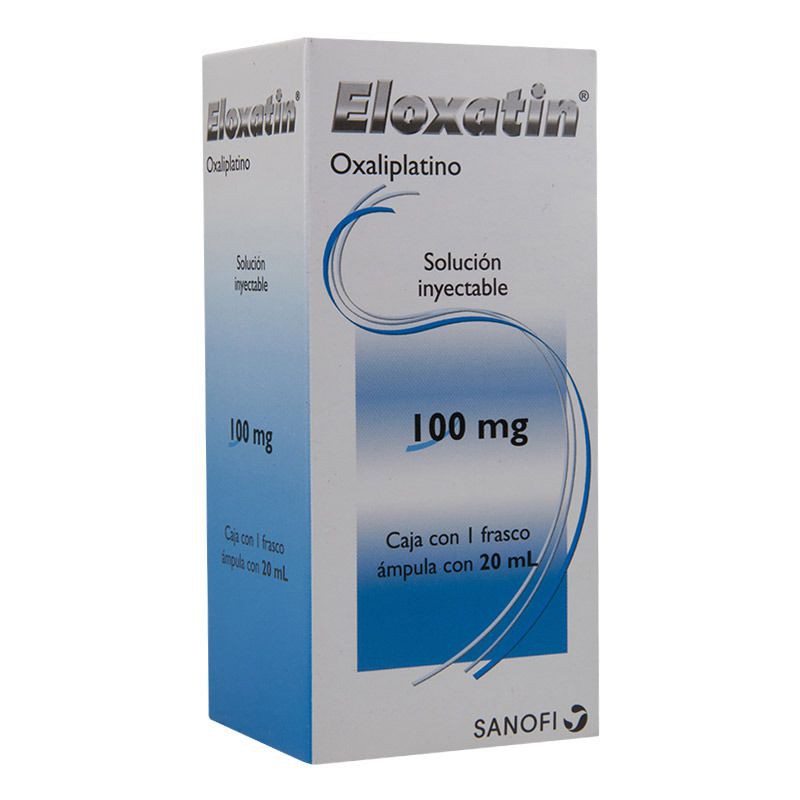 Eloxatin®
Oxaliplatino
Solución
inyectable
100 mg
Caja con 1 frasco
ámpula con 20 mL
Eloxatin®
Oxaliplatino
Solución
inyectable
100 mg
Caja con 1 frasco
ámpula con 20 mL
SANOFI